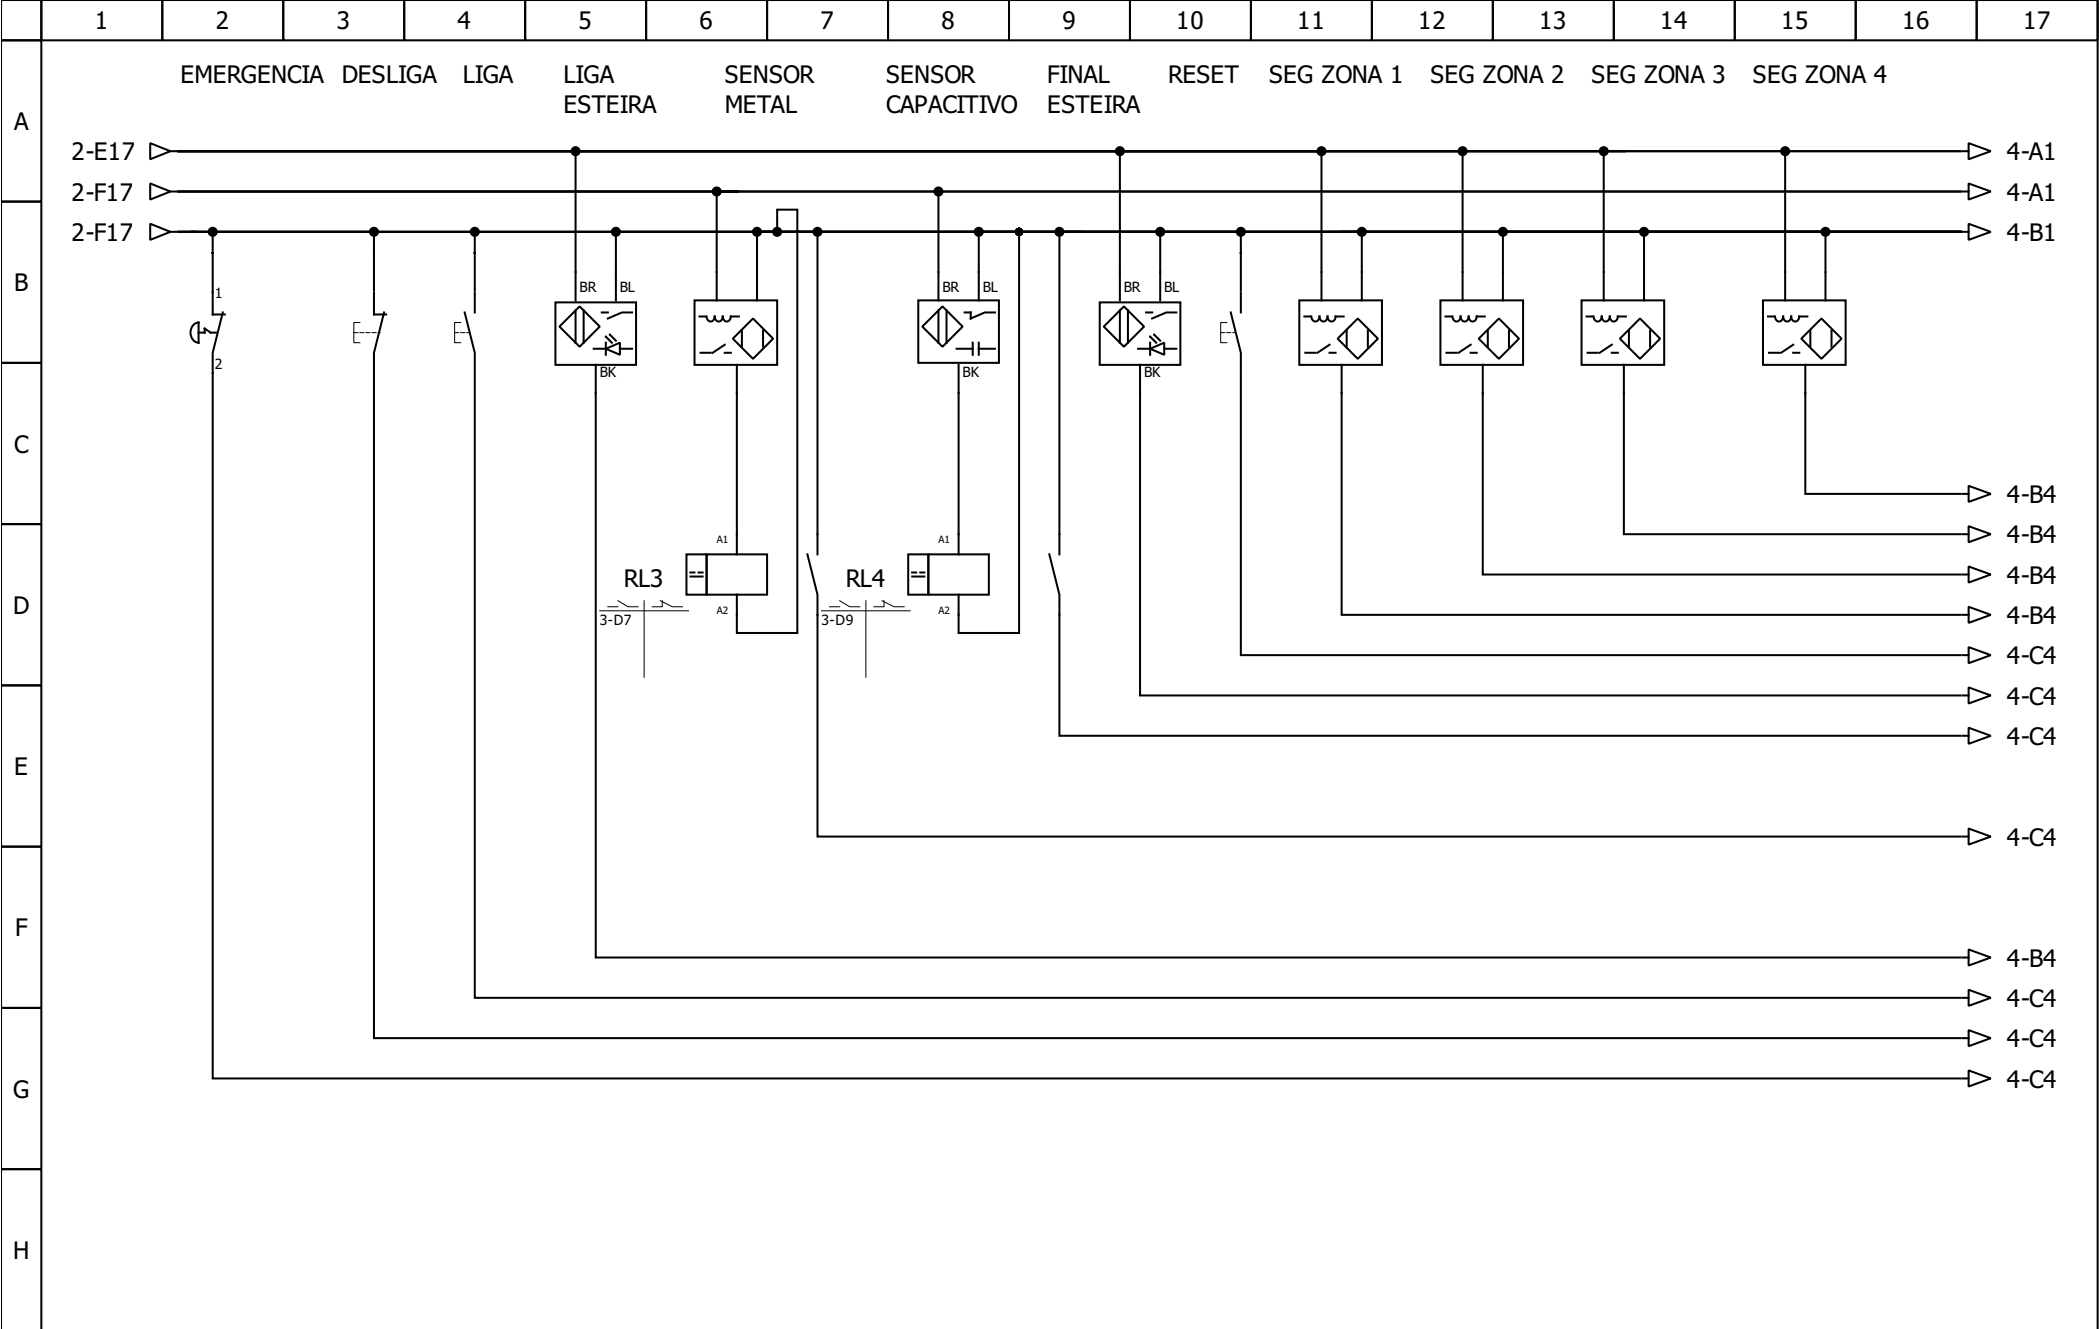 1 2 3 4 5 6 7 8 9 10 11 12 13 14 15 16 17
EMERGENCIA DESLIGA LIGA LIGA SENSOR SENSOR FINAL RESET SEG ZONA 1 SEG ZONA 2 SEG ZONA 3 SEG ZONA 4
ESTEIRA METAL CAPACITIVO ESTEIRA
A
2-E17 4-A1
2-F17 4-A1
2-F17 4-B1
B
BR BL BR BL BR BL
1
2
BK BK BK
C
4-B4
4-B4
A1 A1
RL3 RL4 4-B4
D
A2 A2
3-D7 3-D9 4-B4
4-C4
4-C4
4-C4
E
4-C4
F
4-B4
4-C4
4-C4
4-C4
G
H